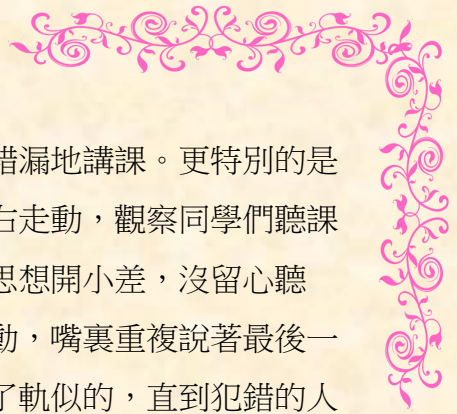 錯漏地講課。更特別的是
右走動，觀察同學們聽課
思想開小差，沒留心聽
動，嘴裏重複說著最後一
了軌似的，直到犯錯的人